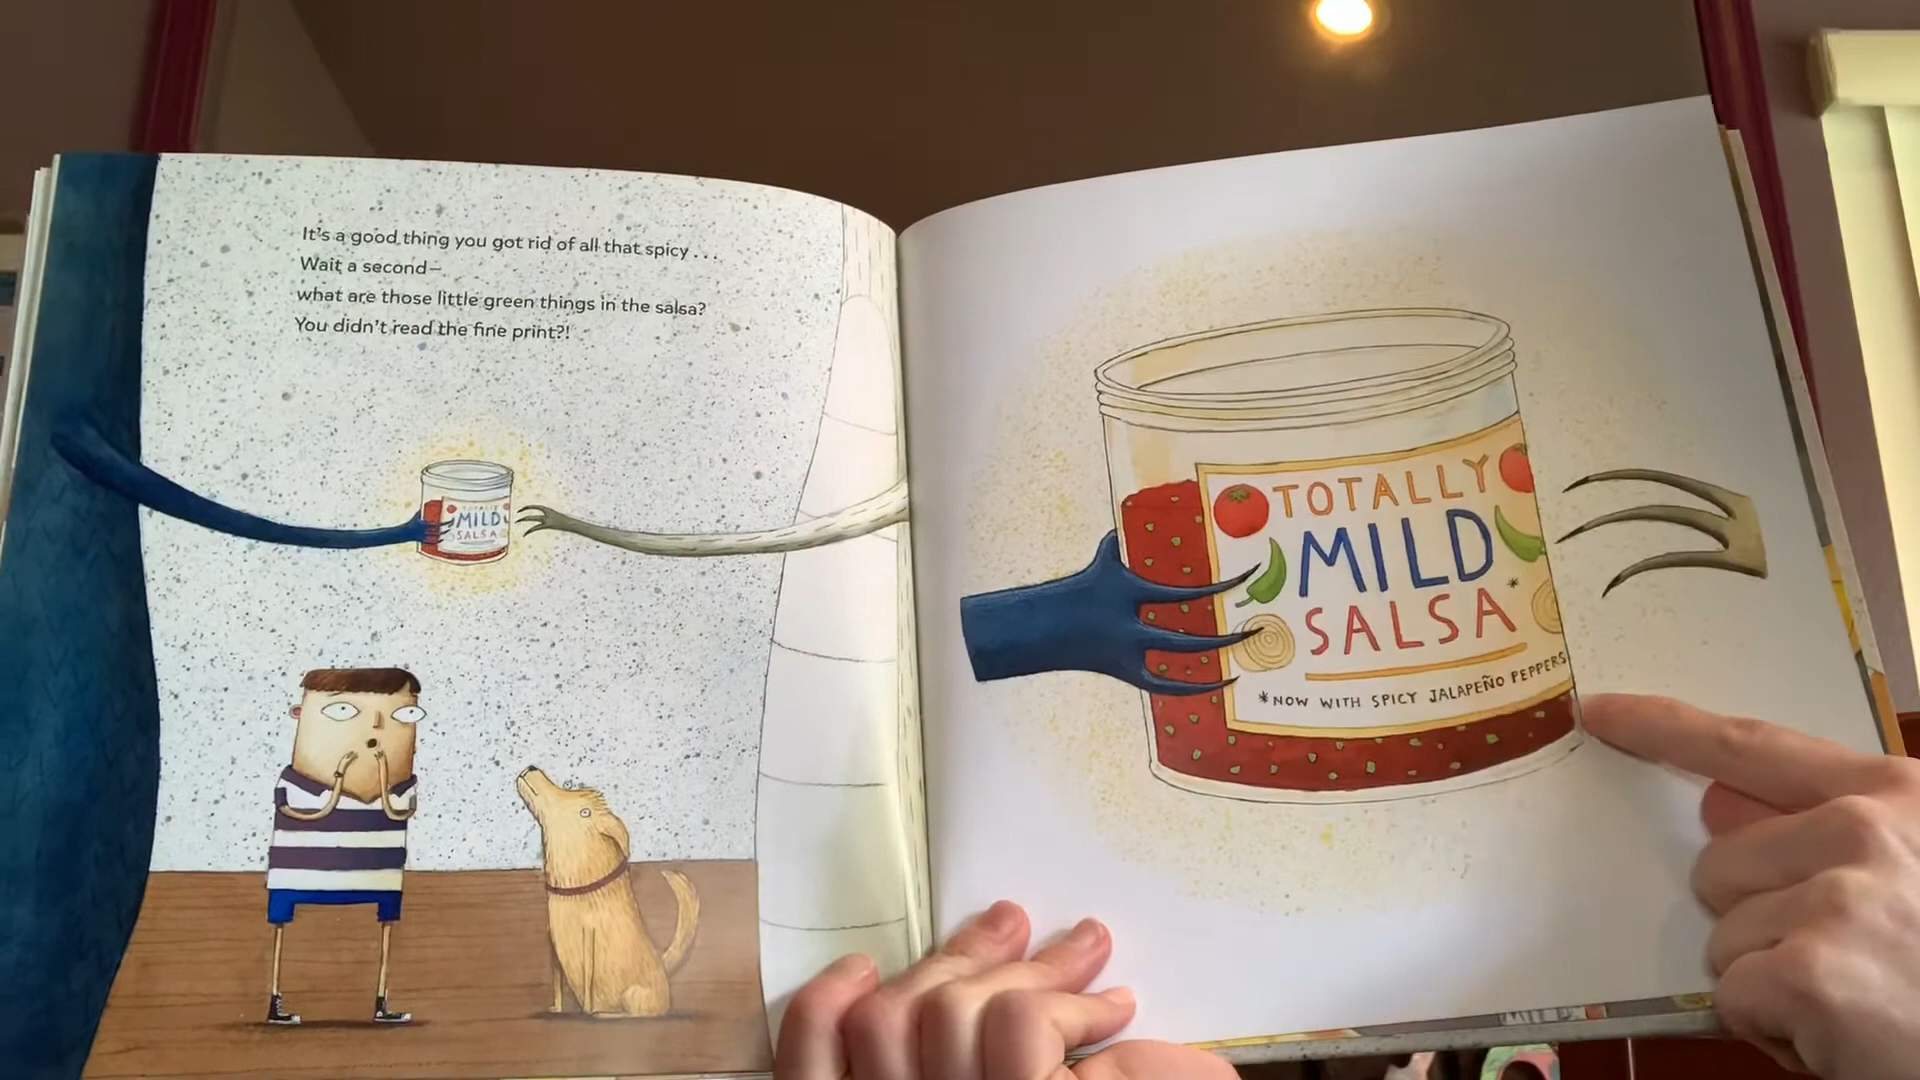 It's a good thing you got rid of all that spicy . . .
Wait a second—
what are those little green things in the salsa?
You didn't read the fine print?!
TOTALLY
MILD
SALSA
TOTALLY
MILD
SALSA*
*NOW WITH SPICY JALAPEÑO PEPPERS